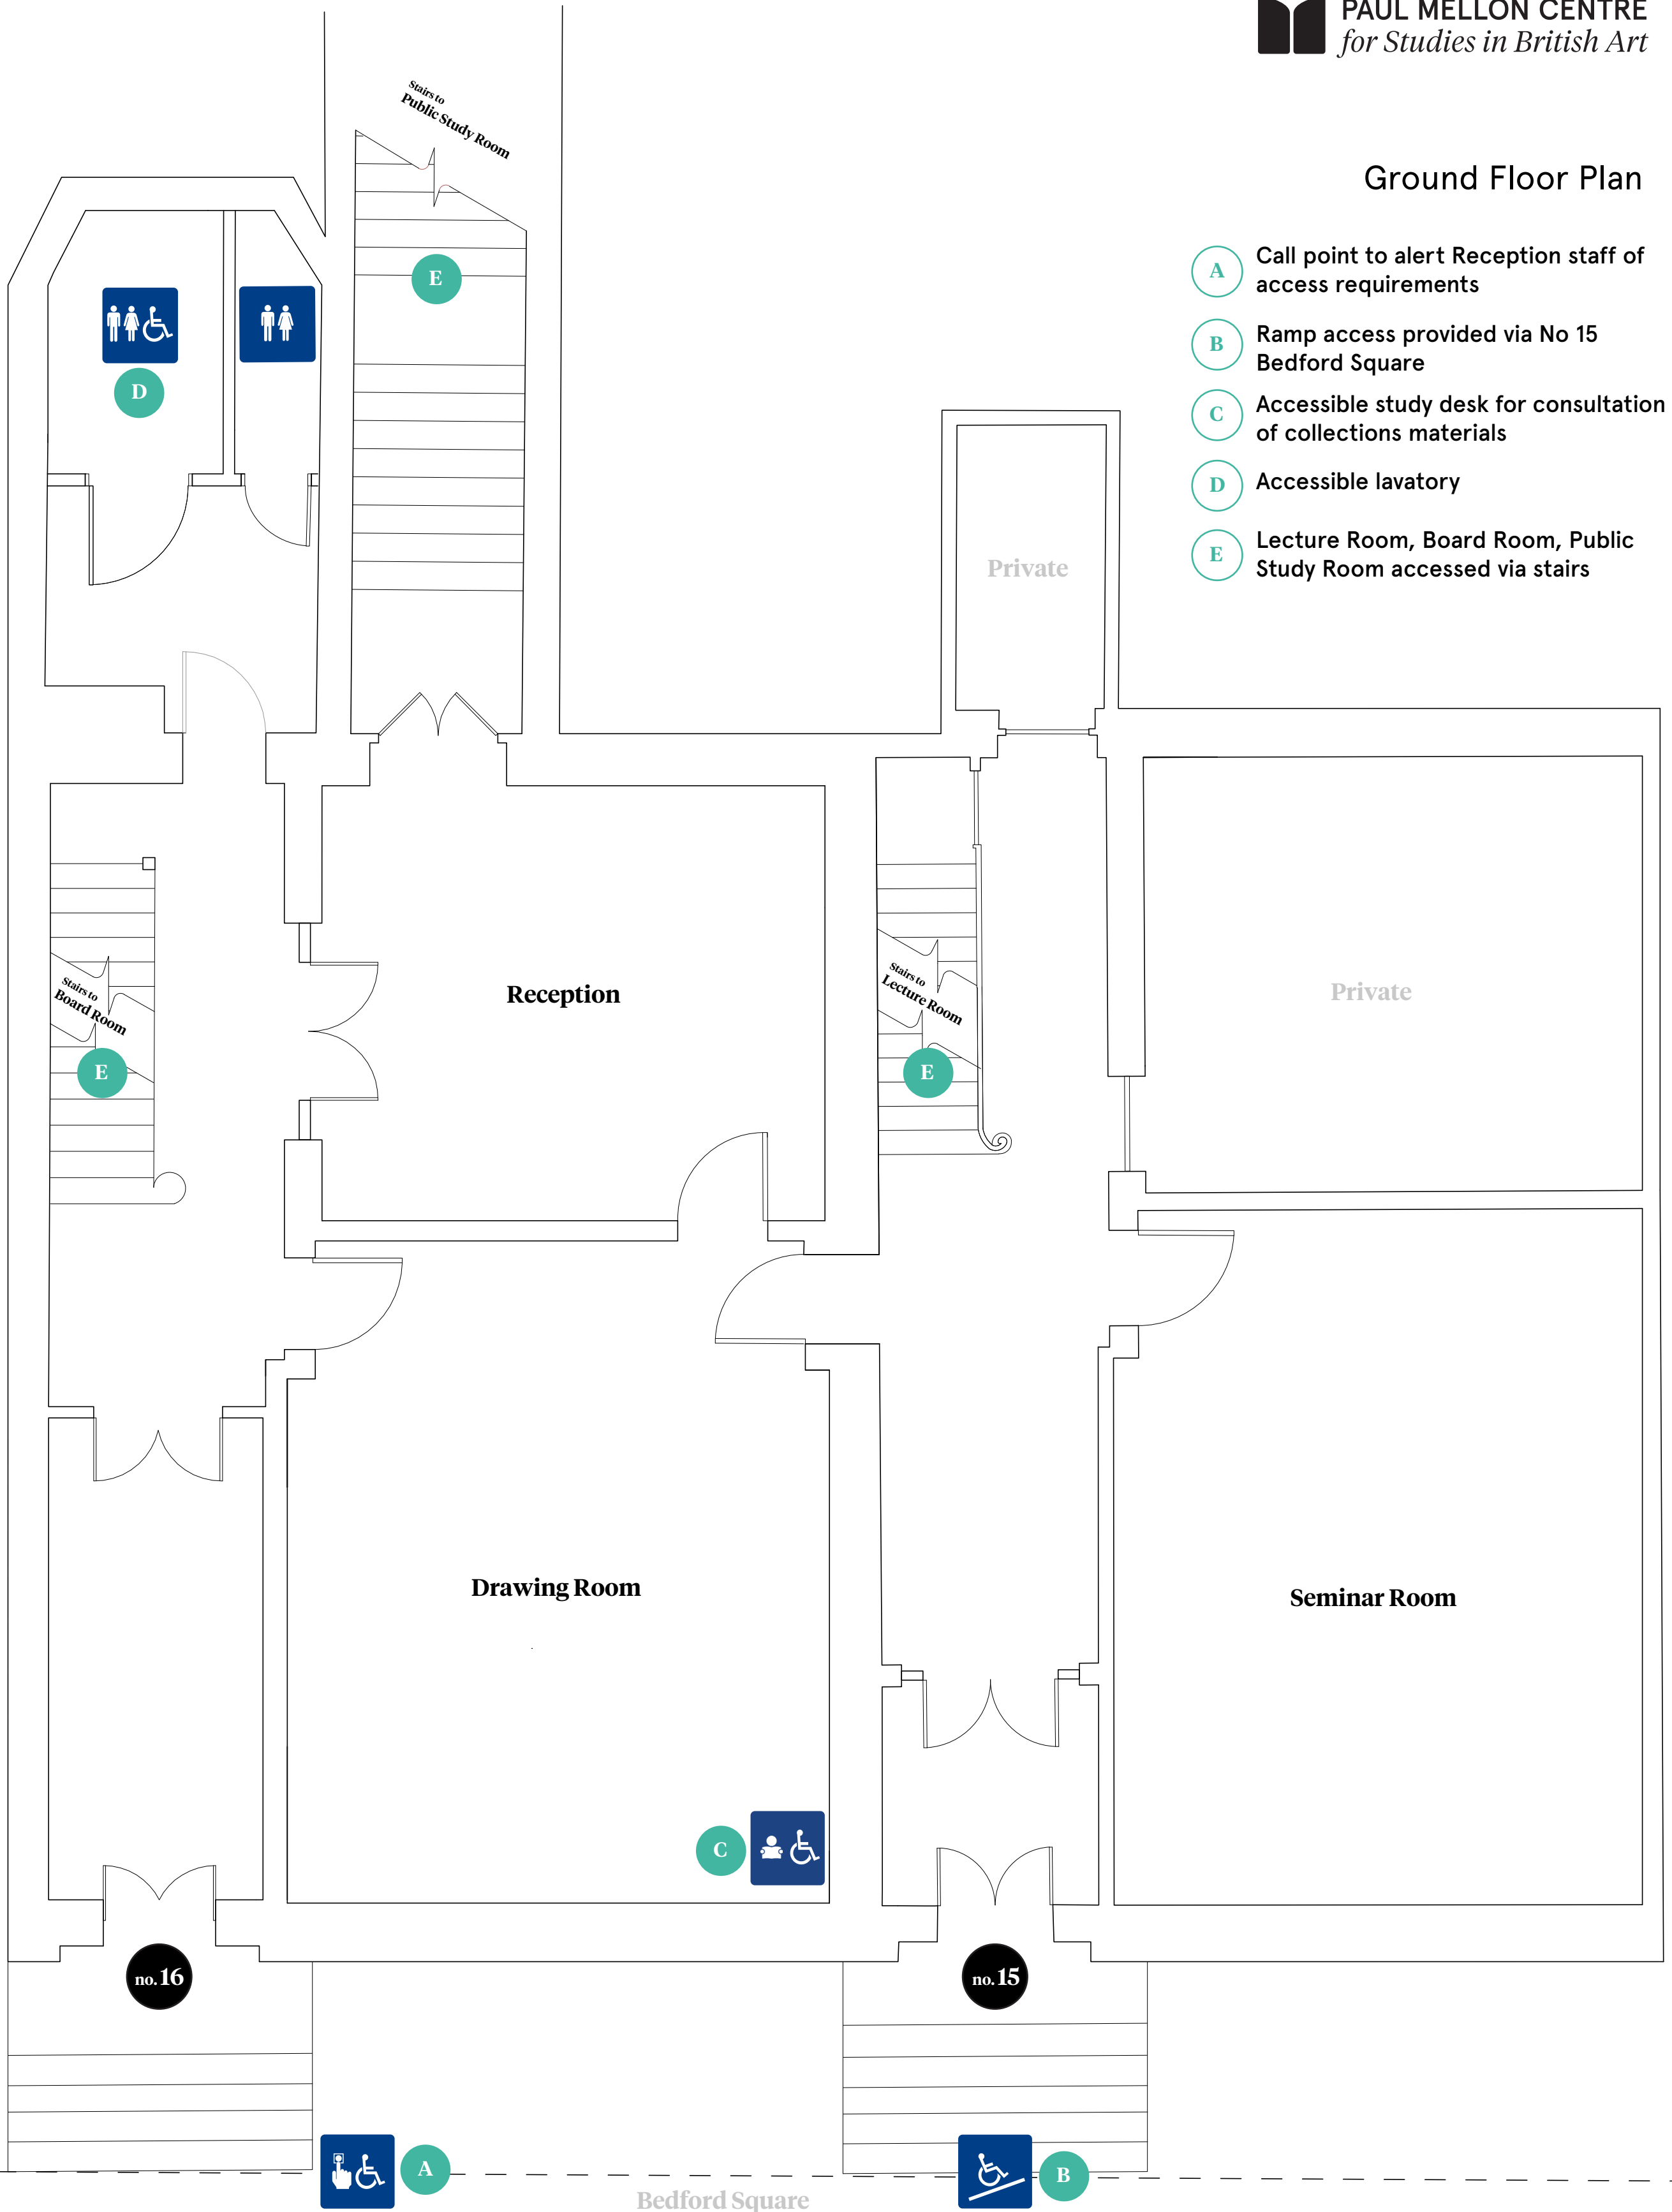 PAUL MELLON CENTRE
for Studies in British Art
Stairs to
Public Study Room
Ground Floor Plan
A
Call point to alert Reception staff of
access requirements
B
Ramp access provided via No 15
Bedford Square
C
Accessible study desk for consultation
of collections materials
D
Accessible lavatory
E
Lecture Room, Board Room, Public
Study Room accessed via stairs
E
D
Private
Reception
Private
Stairs to
Board Room
E
Stairs to
Lecture Room
E
Drawing Room
Seminar Room
C
no. 16
no. 15
A
B
Bedford Square